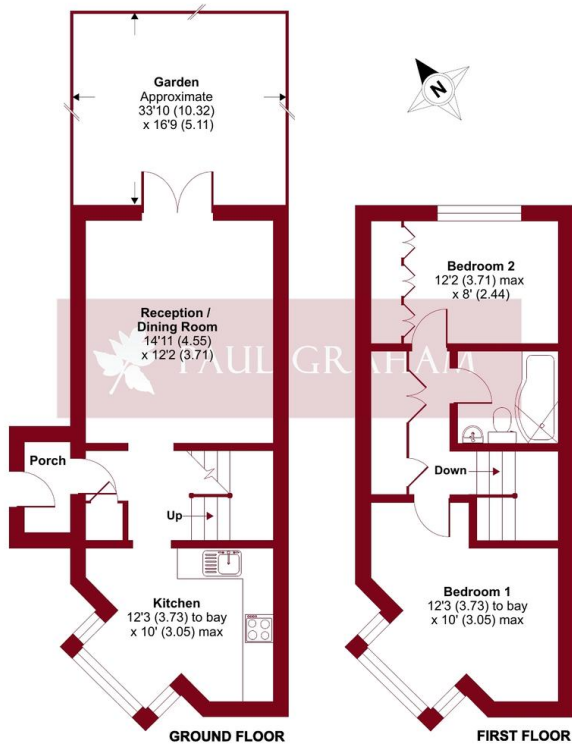 Garden
Approximate
33'10 (10.32)
x 16'9 (5.11)
N
Reception /
Dining Room
14'11 (4.55)
x 12'2 (3.71)
PAUL GRAHAM
Porch
Up
Kitchen
12'3 (3.73) to bay
x 10' (3.05) max
GROUND FLOOR
Bedroom 2
12'2 (3.71) max
x 8' (2.44)
Down
Bedroom 1
12'3 (3.73) to bay
x 10' (3.05) max
FIRST FLOOR